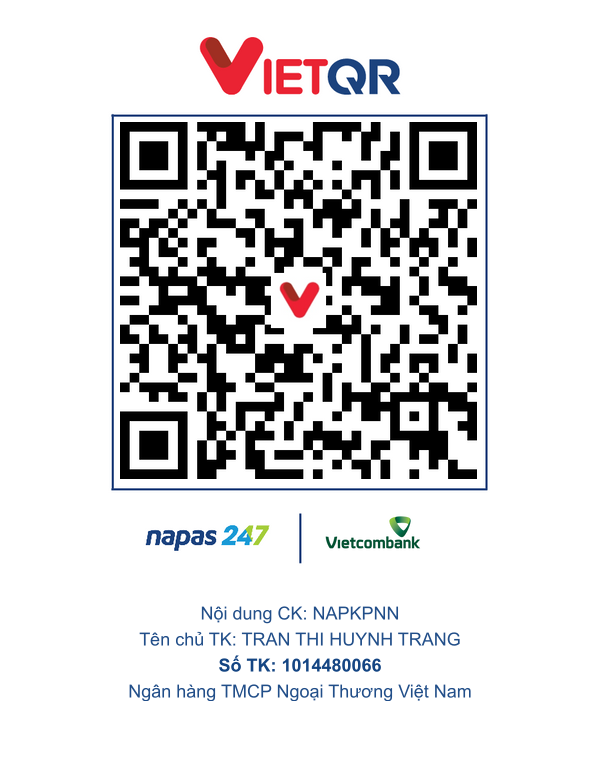 VIETQR
napas 247
Vietcombank
Nội dung CK: NAPKPNN
Tên chủ TK: TRAN THI HUYNH TRANG
Số TK: 1014480066
Ngân hàng TMCP Ngoại Thương Việt Nam